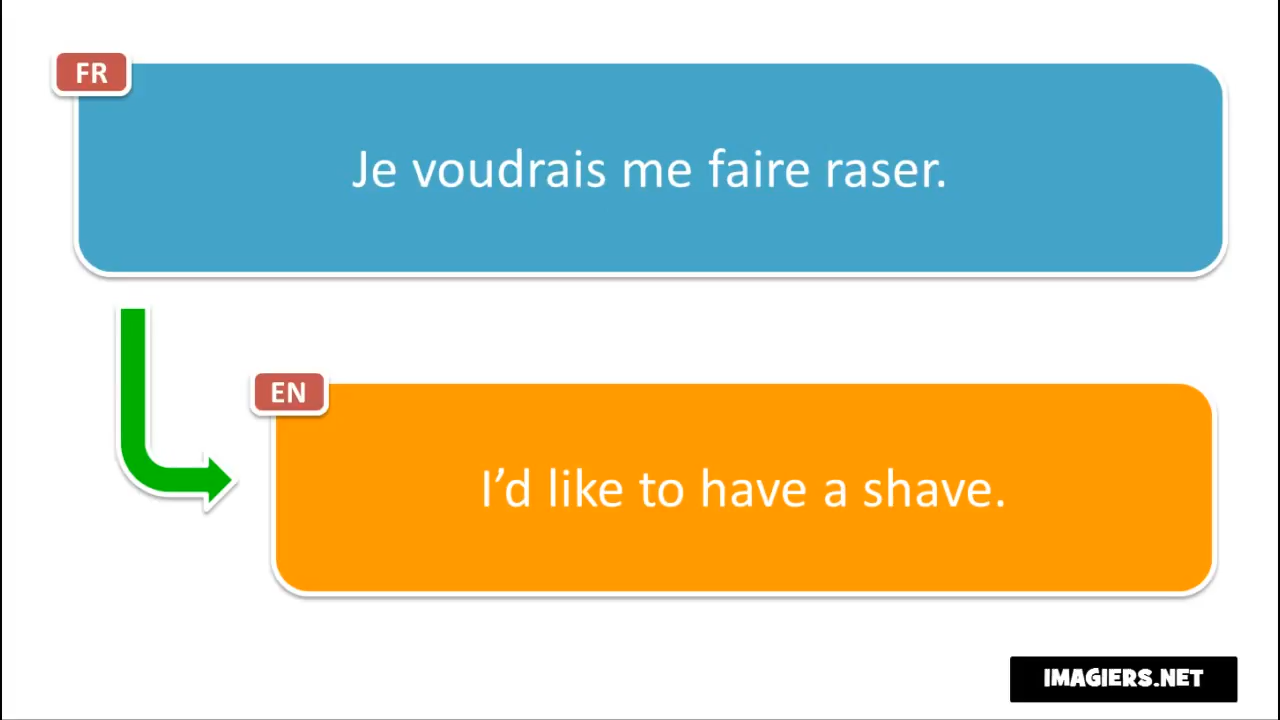 FR
Je voudrais me faire raser.
EN
I’d like to have a shave.
IMAGIERS.NET